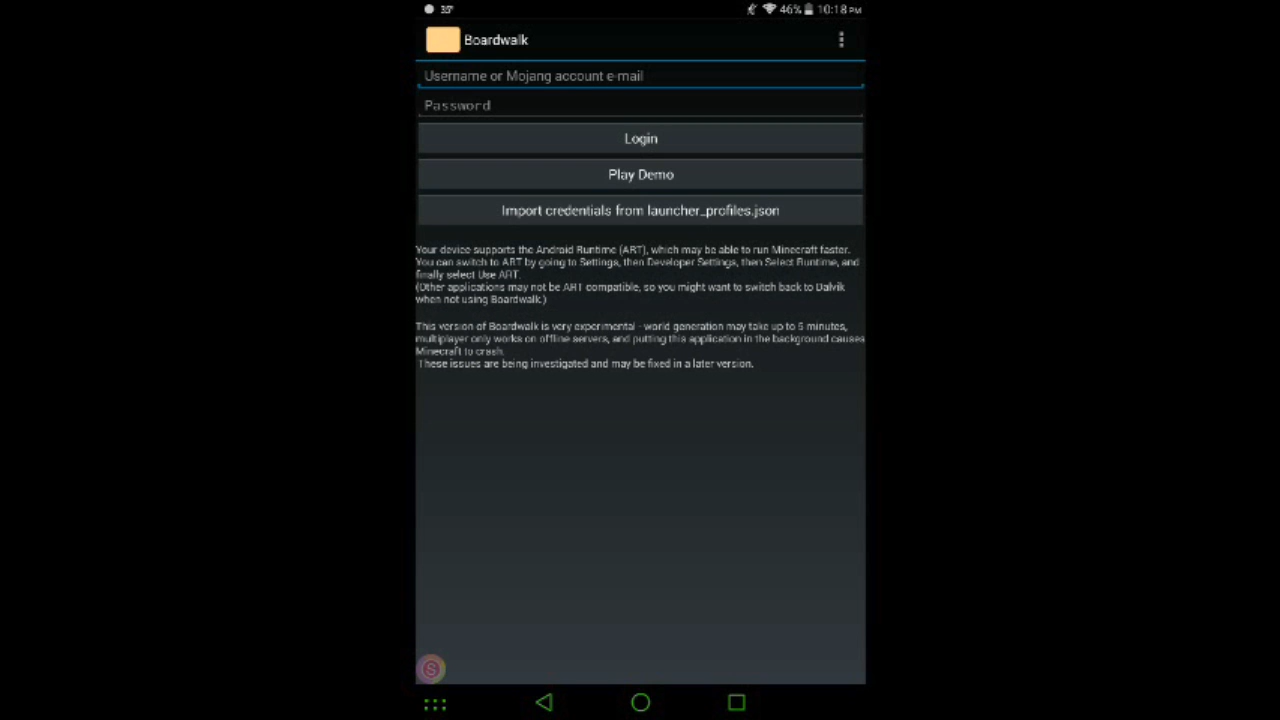 35° 46% 10:18 PM
Boardwalk
Username or Mojang account e-mail
Password
Login
Play Demo
Import credentials from launcher_profiles.json
Your device supports the Android Runtime (ART), which may be able to run Minecraft faster.
You can switch to ART by going to Settings, then Developer Settings, then Select Runtime, and
finally select Use ART.
(Other applications may not be ART compatible, so you might want to switch back to Dalvik
when not using Boardwalk.)
This version of Boardwalk is very experimental - world generation may take up to 5 minutes,
multiplayer only works on offline servers, and putting this application in the background causes
Minecraft to crash.
These issues are being investigated and may be fixed in a later version.
S